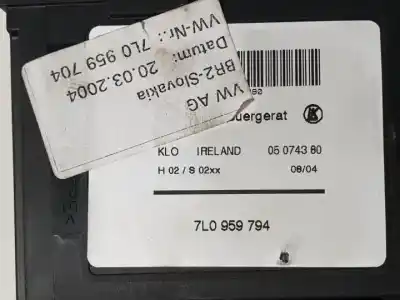 VW AG
BR2-Slovakia
Datum: 20.03.2004
VW-Nr.: 7L0 959 704
uergerat
KLO IRELAND 05 0743 80
H 02 / S 02xx 08/04
7L0 959 794